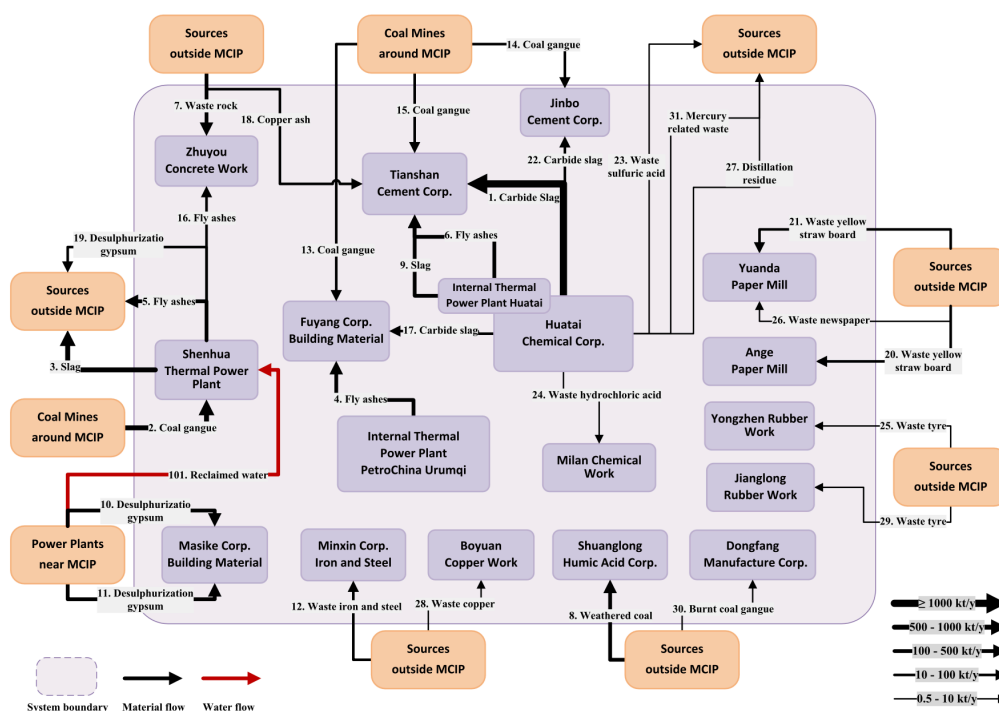 Sources
outside MCIP
Coal Mines
around MCIP
Sources
outside MCIP
14. Coal gangue
7. Waste rock
18. Copper ash
15. Coal gangue
Jinbo
Cement Corp.
31. Mercury
related waste
Zhuyou
Concrete Work
Tianshan
Cement Corp.
22. Carbide slag
23. Waste
sulfuric acid
27. Distillation
residue
1. Carbide Slag
16. Fly ashes
19. Desulphurizatio
gypsum
13. Coal gangue
6. Fly ashes
9. Slag
21. Waste yellow
straw board
Sources
outside MCIP
5. Fly ashes
Internal Thermal
Power Plant Huatai
Yuanda
Paper Mill
Sources
outside MCIP
Fuyang Corp.
Building Material
17. Carbide slag
Huatai
Chemical Corp.
26. Waste newspaper
3. Slag
Shenhua
Thermal Power
Plant
Ange
Paper Mill
20. Waste yellow
straw board
4. Fly ashes
24. Waste hydrochloric acid
Coal Mines
around MCIP
2. Coal gangue
Internal Thermal
Power Plant
PetroChina Urumqi
Yongzhen Rubber
Work
25. Waste tyre
101. Reclaimed water
Milan Chemical
Work
Jianglong
Rubber Work
Sources
outside MCIP
10. Desulphurizatio
gypsum
29. Waste tyre
Power Plants
near MCIP
Masike Corp.
Building Material
Minxin Corp.
Iron and Steel
Boyuan
Copper Work
Shuanglong
Humic Acid Corp.
Dongfang
Manufacture Corp.
11. Desulphurization
gypsum
12. Waste iron and steel
28. Waste copper
8. Weathered coal
30. Burnt coal gangue
Sources
outside MCIP
Sources
outside MCIP
≥ 1000 kt/y
500 - 1000 kt/y
100 - 500 kt/y
10 - 100 kt/y
0.5 - 10 kt/y
System boundary
Material flow
Water flow